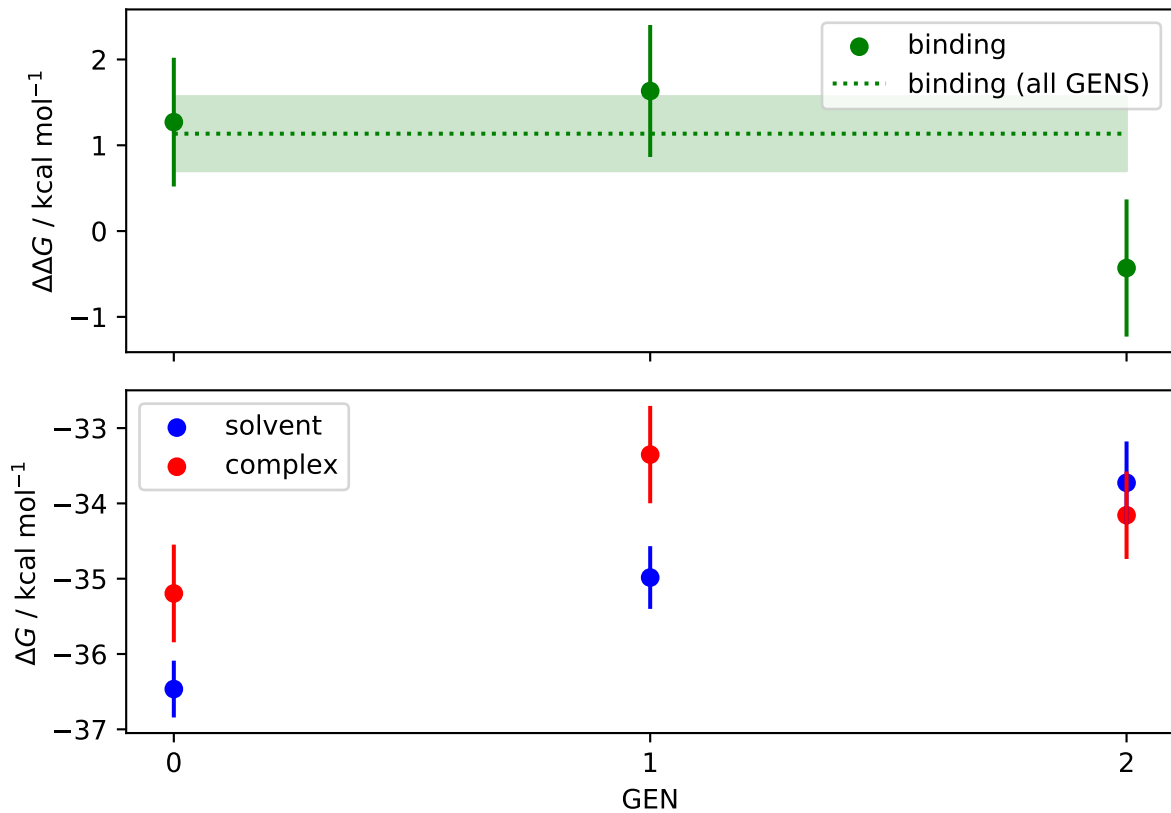 binding
binding (all GENS)
2
1
0
−1
ΔΔG / kcal mol⁻¹
solvent
complex
−33
−34
−35
−36
−37
ΔG / kcal mol⁻¹
0
1
2
GEN